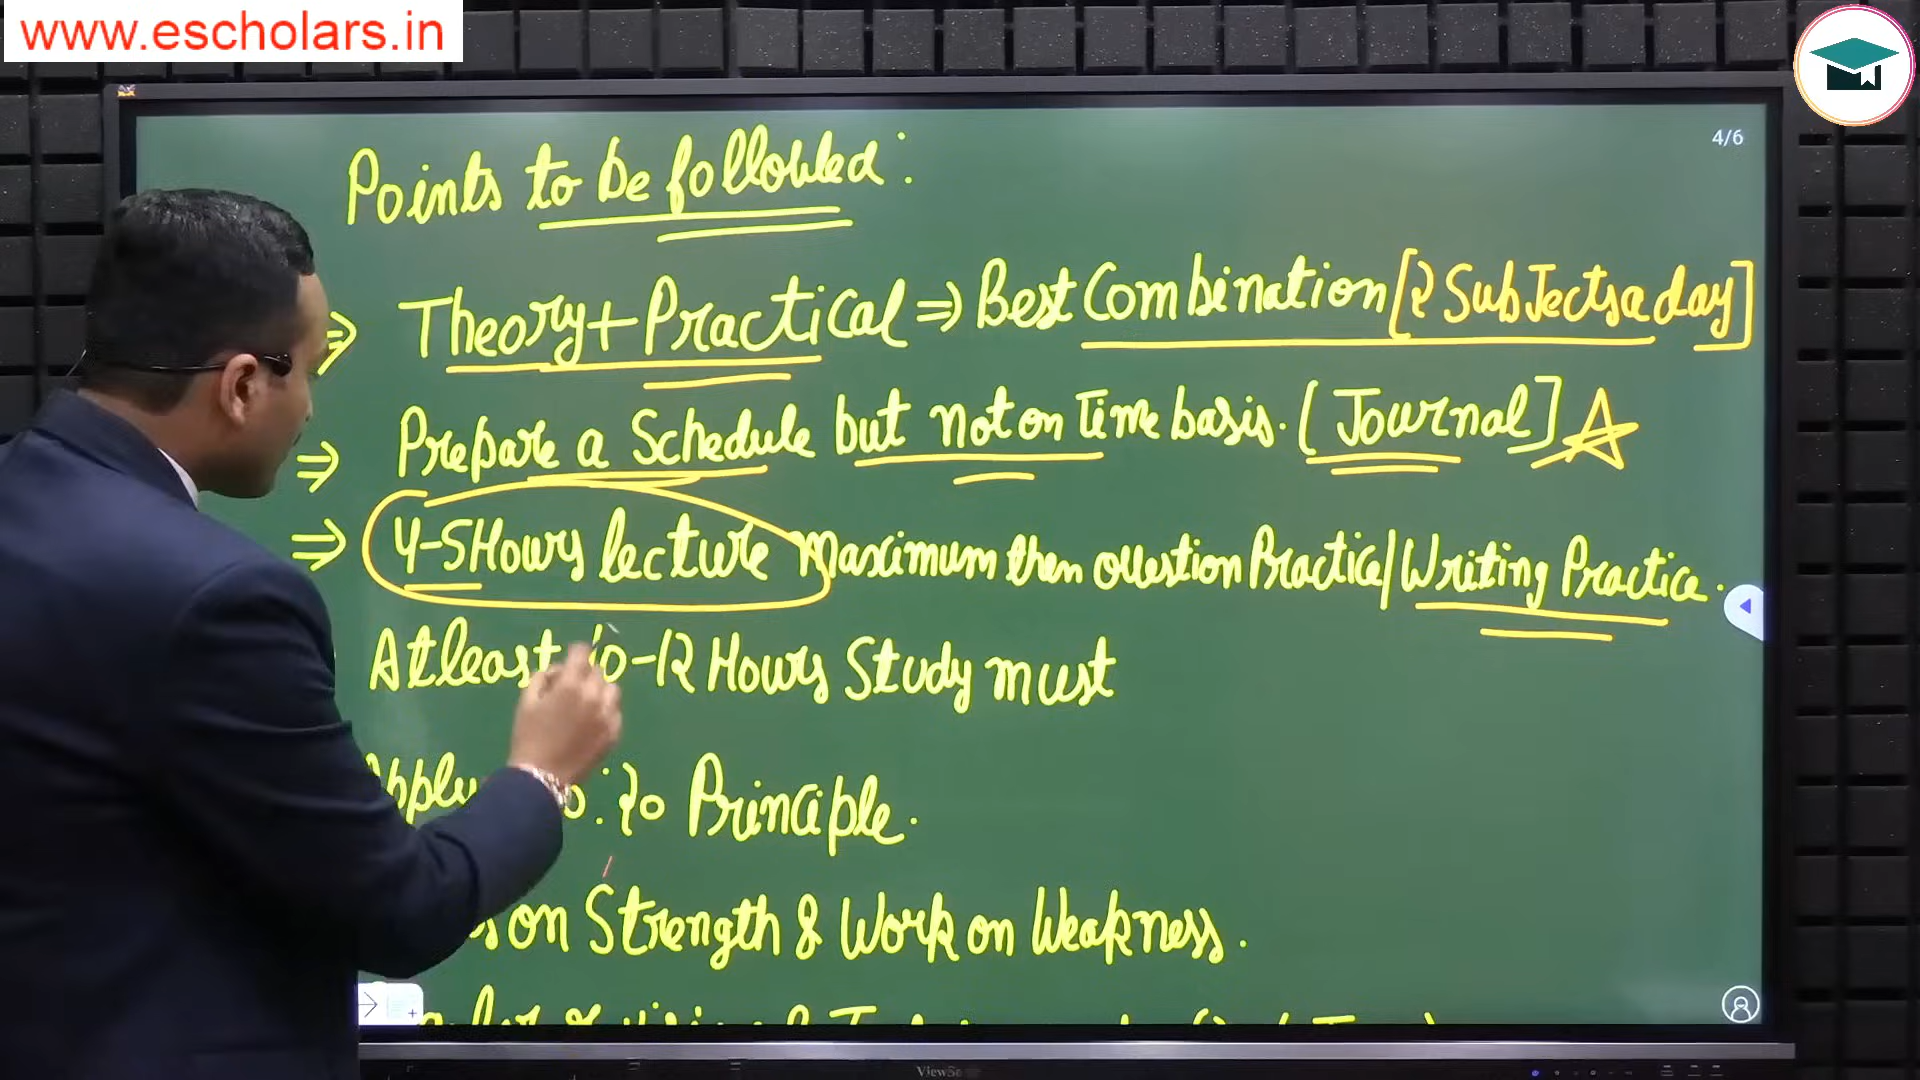 www.escholars.in
4/6
Points to be followed:
⇒ Theory+Practical ⇒ Best Combination [2 Subjects a day]
⇒ Prepare a Schedule but not on Time basis. [Journal] ☆
⇒ 4-5 Hours lecture Maximum then Question Practice/Writing Practice.
Atleast 10-12 Hours Study must
Apply :20 Principle.
on Strength & Work on Weakness.